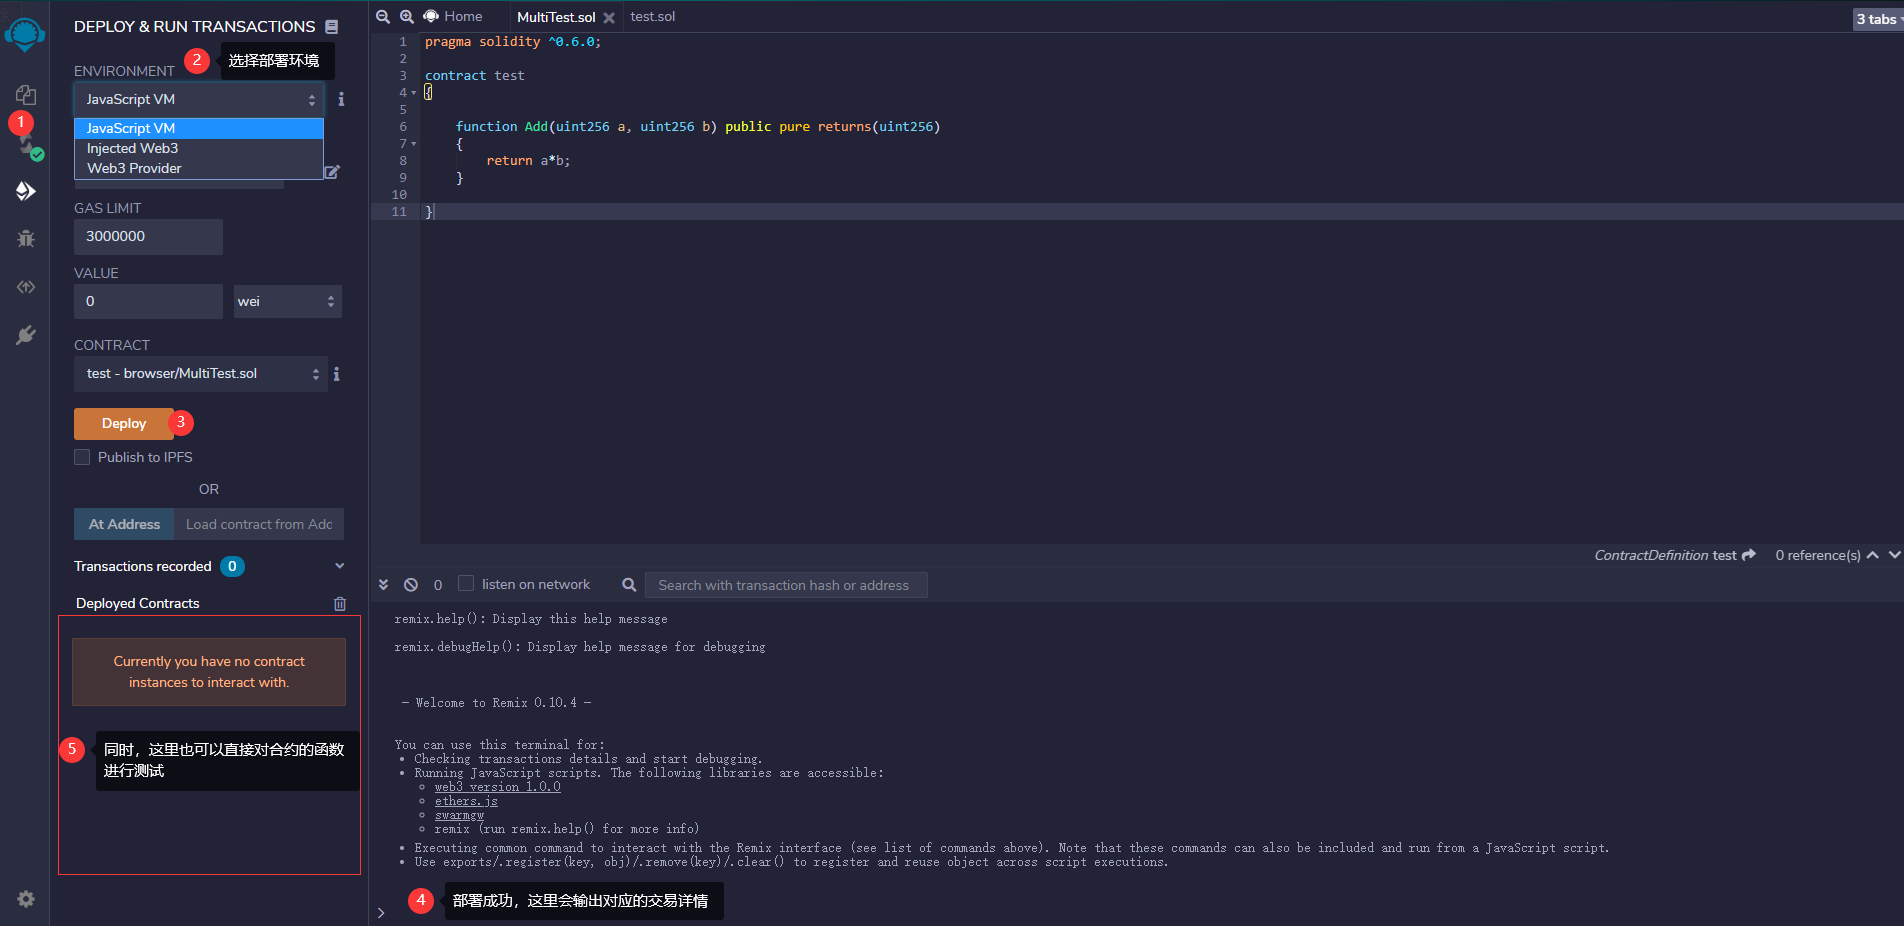 DEPLOY & RUN TRANSACTIONS
2 选择部署环境
ENVIRONMENT
JavaScript VM
1
JavaScript VM
Injected Web3
Web3 Provider
GAS LIMIT
3000000
VALUE
0 wei
CONTRACT
test - browser/MultiTest.sol
Deploy 3
Publish to IPFS
OR
At Address Load contract from Adc
Transactions recorded 0
Deployed Contracts
Currently you have no contract
instances to interact with.
5 同时，这里也可以直接对合约的函数
进行测试
Home MultiTest.sol test.sol
3 tabs
1 pragma solidity ^0.6.0;
2
3 contract test
4 {
5
6 function Add(uint256 a, uint256 b) public pure returns(uint256)
7 {
8 return a*b;
9 }
10
11 }
ContractDefinition test 0 reference(s)
0 listen on network Search with transaction hash or address
remix.help(): Display this help message
remix.debugHelp(): Display help message for debugging
- Welcome to Remix 0.10.4 -
You can use this terminal for:
• Checking transactions details and start debugging.
• Running JavaScript scripts. The following libraries are accessible:
◦ web3 version 1.0.0
◦ ethers.js
◦ swarmgw
◦ remix (run remix.help() for more info)
• Executing common command to interact with the Remix interface (see list of commands above). Note that these commands can also be included and run from a JavaScript script.
• Use exports/.register(key, obj)/.remove(key)/.clear() to register and reuse object across script executions.
4 部署成功，这里会输出对应的交易详情
>